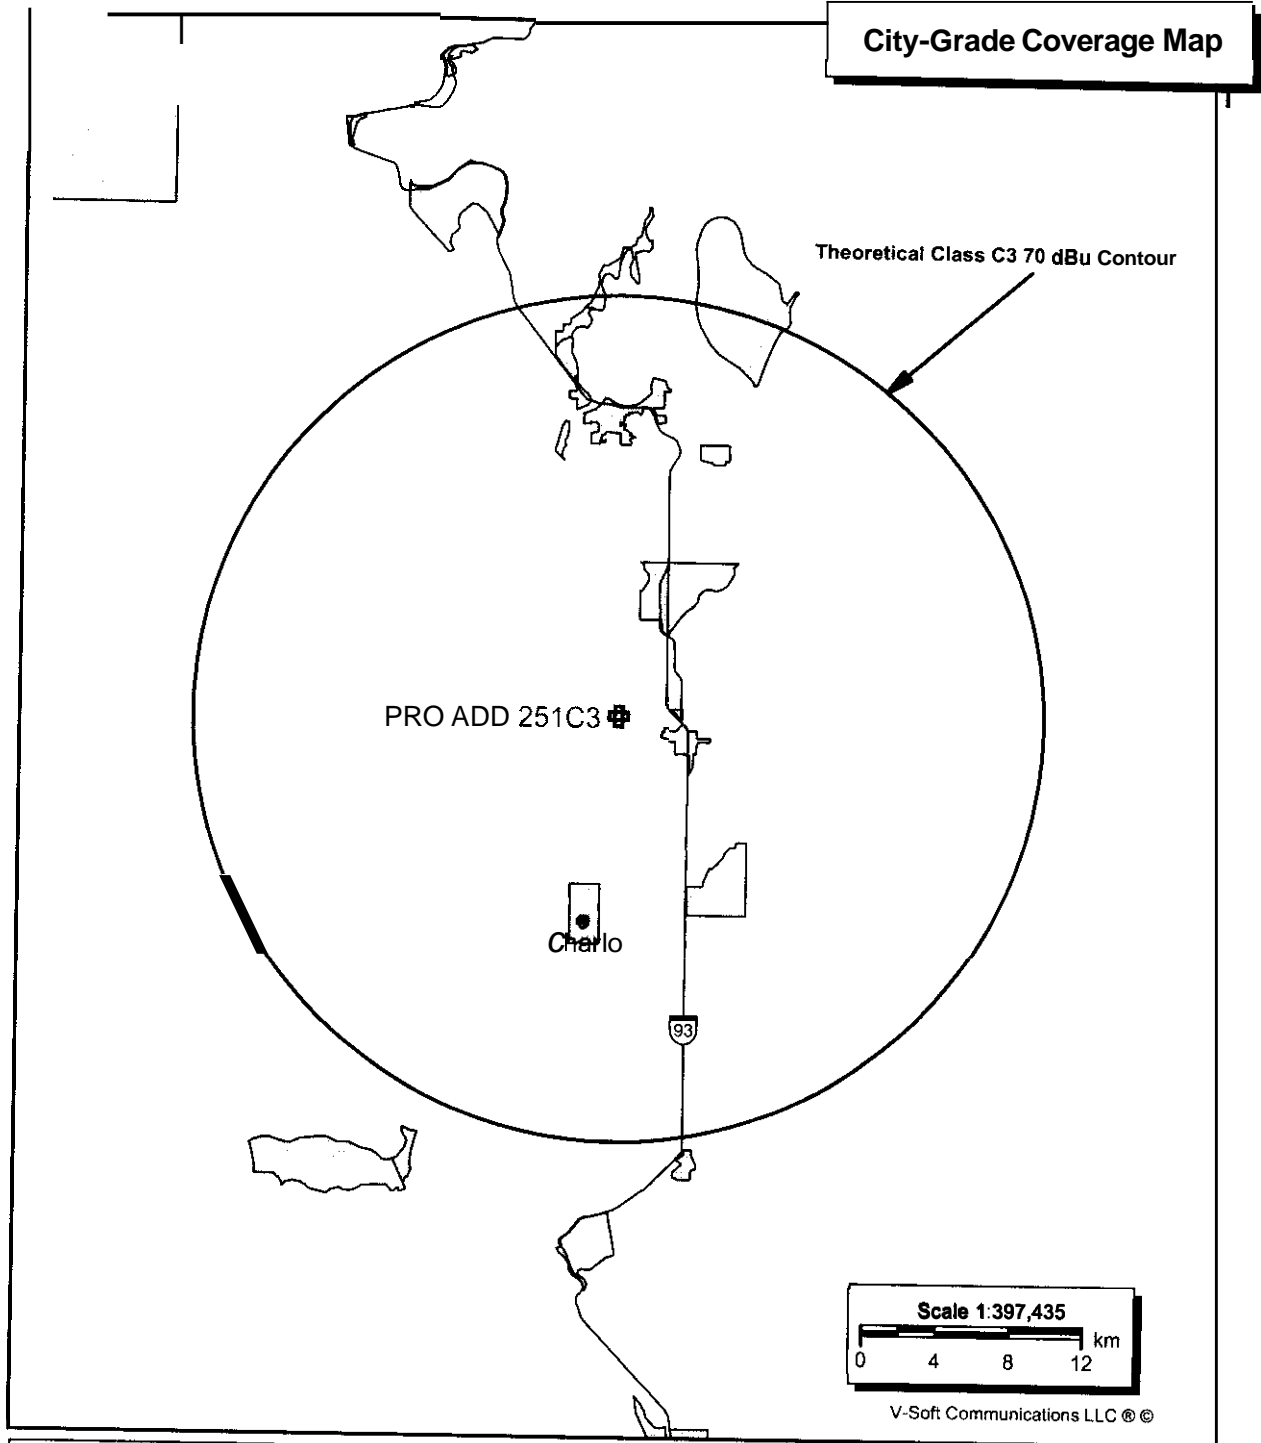 City-Grade Coverage Map
Theoretical Class C3 70 dBu Contour
PRO ADD 251C3
Charlo
93
Scale 1:397,435
km
0 4 8 12
V-Soft Communications LLC ® ©